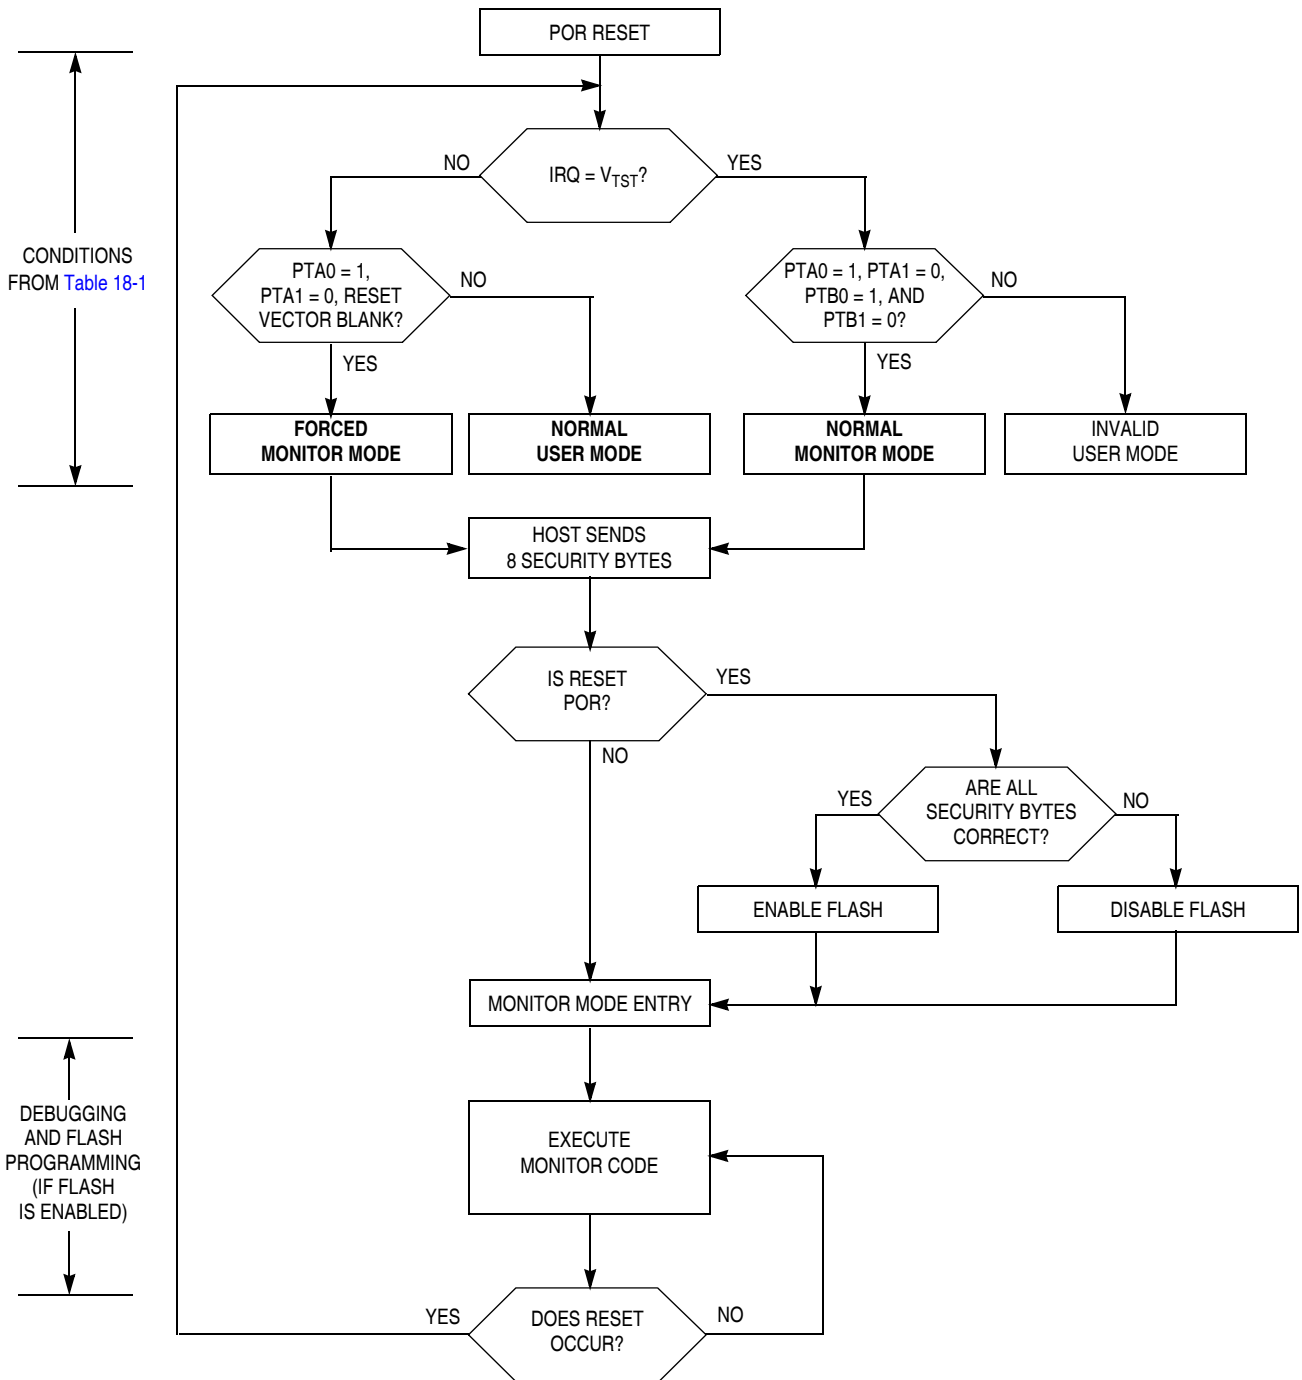 POR RESET
NO
IRQ = VTST?
YES
CONDITIONS
FROM Table 18-1
PTA0 = 1,
PTA1 = 0, RESET
VECTOR BLANK?
NO
YES
PTA0 = 1, PTA1 = 0,
PTB0 = 1, AND
PTB1 = 0?
NO
YES
FORCED
MONITOR MODE
NORMAL
USER MODE
NORMAL
MONITOR MODE
INVALID
USER MODE
HOST SENDS
8 SECURITY BYTES
IS RESET
POR?
YES
NO
ARE ALL
SECURITY BYTES
CORRECT?
YES
NO
ENABLE FLASH
DISABLE FLASH
MONITOR MODE ENTRY
DEBUGGING
AND FLASH
PROGRAMMING
(IF FLASH
IS ENABLED)
EXECUTE
MONITOR CODE
YES
DOES RESET
OCCUR?
NO